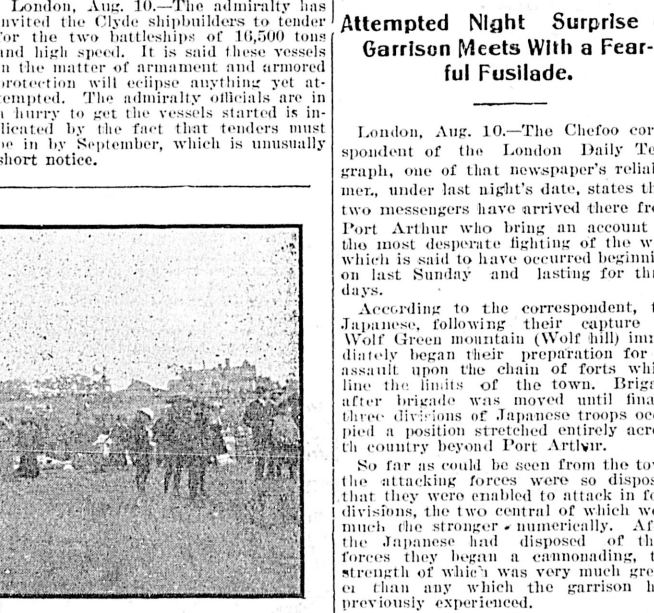 London, Aug. 10.—The admiralty has
invited the Clyde shipbuilders to tender
for the two battleships of 16,500 tons
and high speed. It is said these vessels
in the matter of armament and armored
protection will eclipse anything yet at-
tempted. The admiralty officials are in
a hurry to get the vessels started is in-
dicated by the fact that tenders must
be in by September, which is unusually
short notice.
Attempted Night Surprise
Garrison Meets With a Fear-
ful Fusilade.
London, Aug. 10.—The Chefoo cor
spondent of the London Daily Te
graph, one of that newspaper's reliab
mer., under last night's date, states th
two messengers have arrived there fro
Port Arthur who bring an account
the most desperate fighting of the w
which is said to have occurred beginni
on last Sunday and lasting for thr
days.
According to the correspondent, t
Japanese, following their capture
Wolf Green mountain (Wolf hill) imm
diately began their preparation for
assault upon the chain of forts whi
line the limits of the town. Briga
after brigade was moved until fina
three divisions of Japanese troops occ
pied a position stretched entirely acro
th country beyond Port Arthur.
So far as could be seen from the tow
the attacking forces were so dispos
that they were enabled to attack in fo
divisions, the two central of which we
much the stronger numerically. Aft
the Japanese had disposed of the
forces they began a cannonading, t
strength of which was very much gre
er than any which the garrison h
previously experienced.